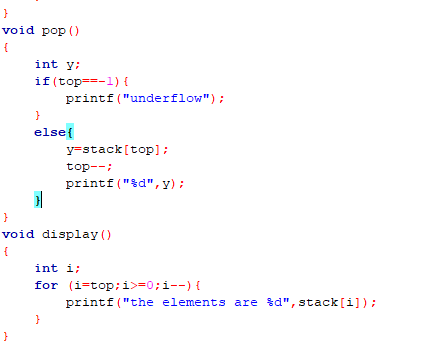 }
void pop()
{
    int y;
    if(top==-1){
        printf("underflow");
    }
    else{
        y=stack[top];
        top--;
        printf("%d",y);
    }
}
void display()
{
    int i;
    for (i=top;i>=0;i--){
        printf("the elements are %d",stack[i]);
    }
}